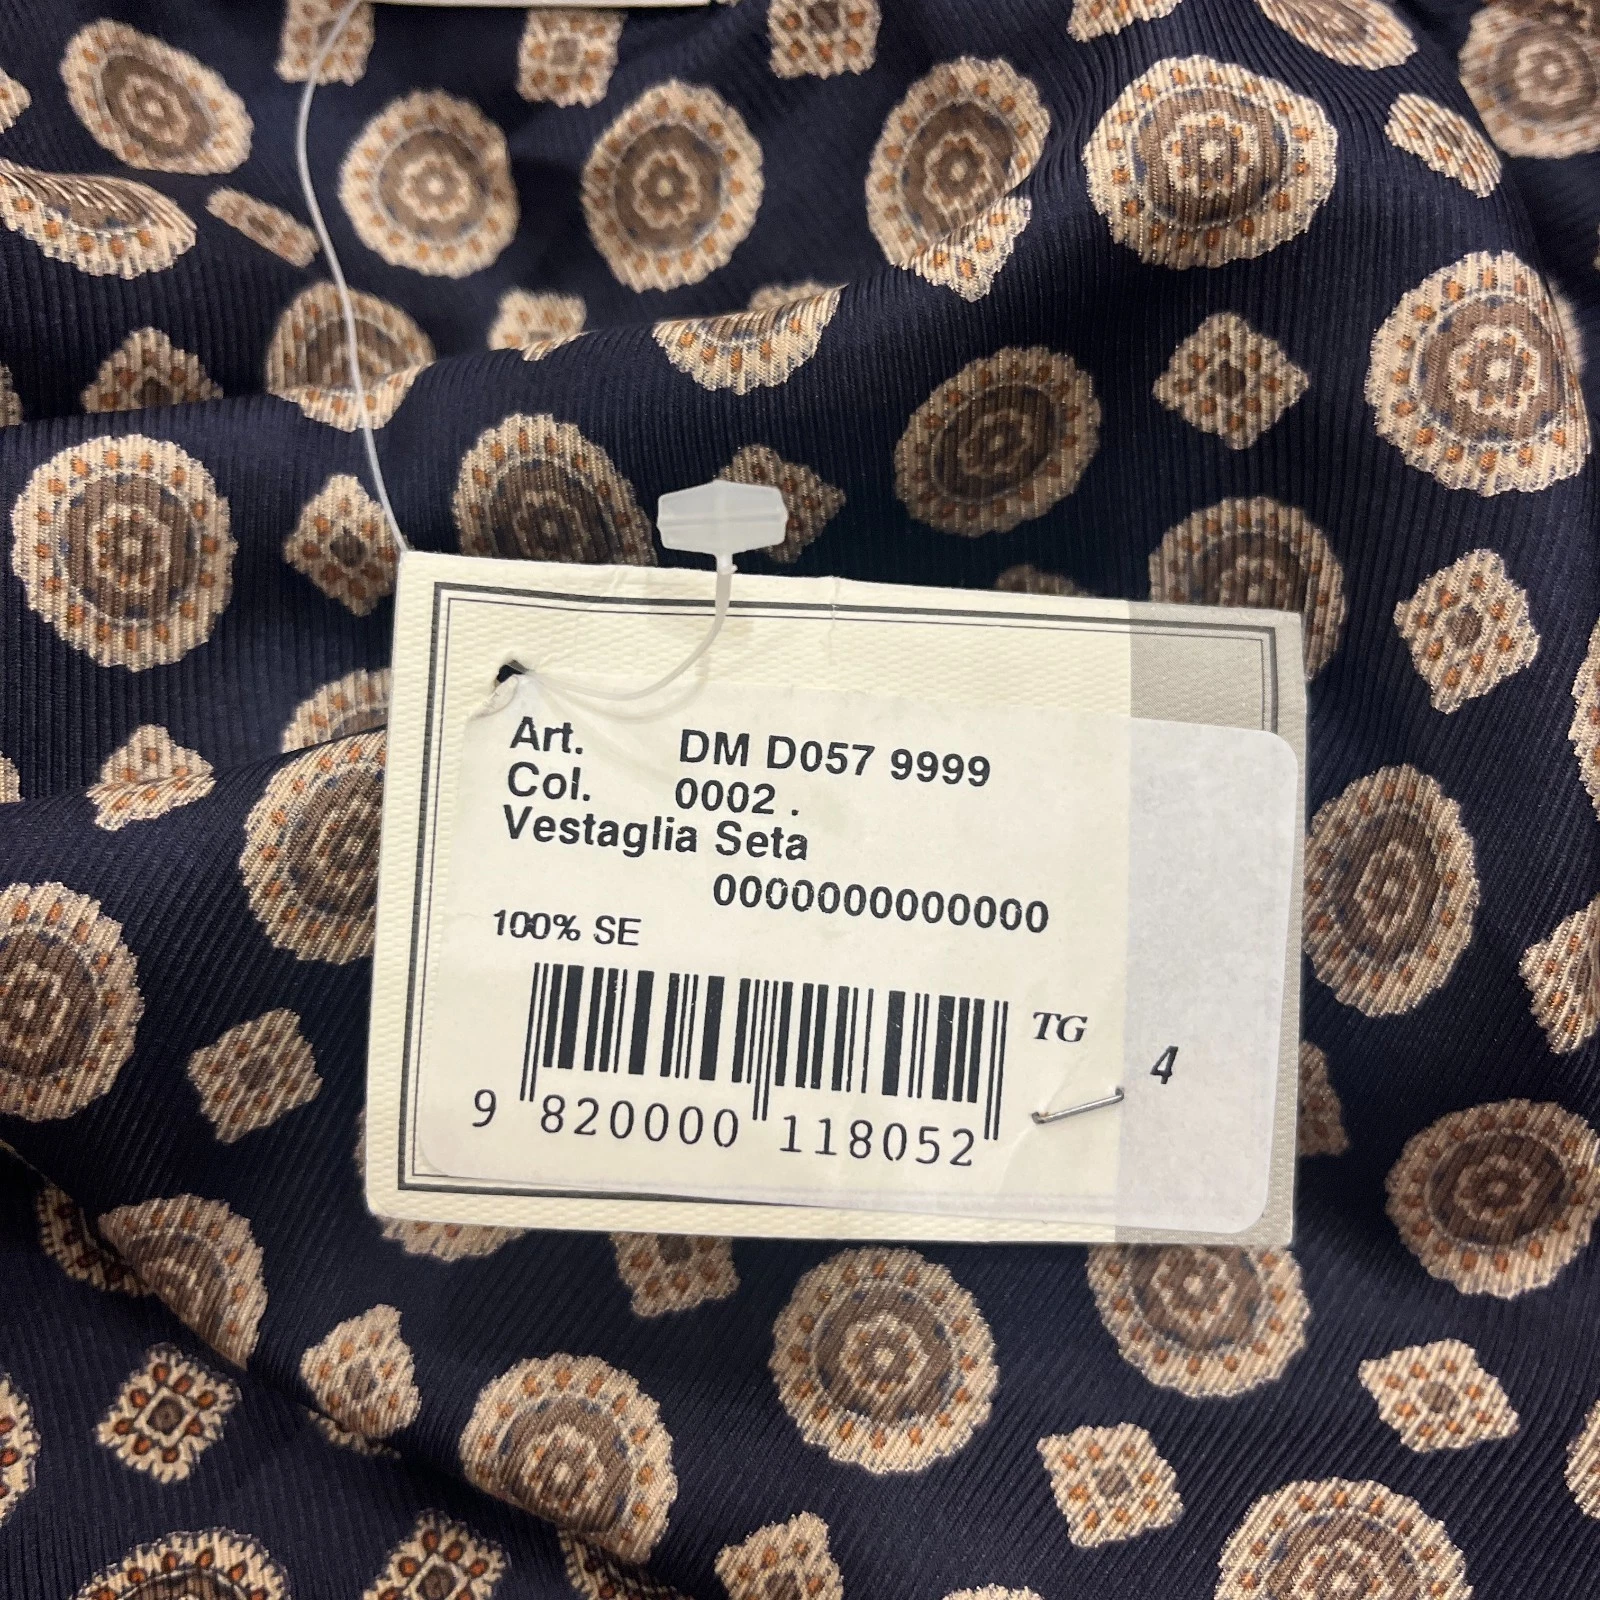 Art. DM D057 9999
Col. 0002 .
Vestaglia Seta
0000000000000
100% SE
TG 4
9 820000 118052